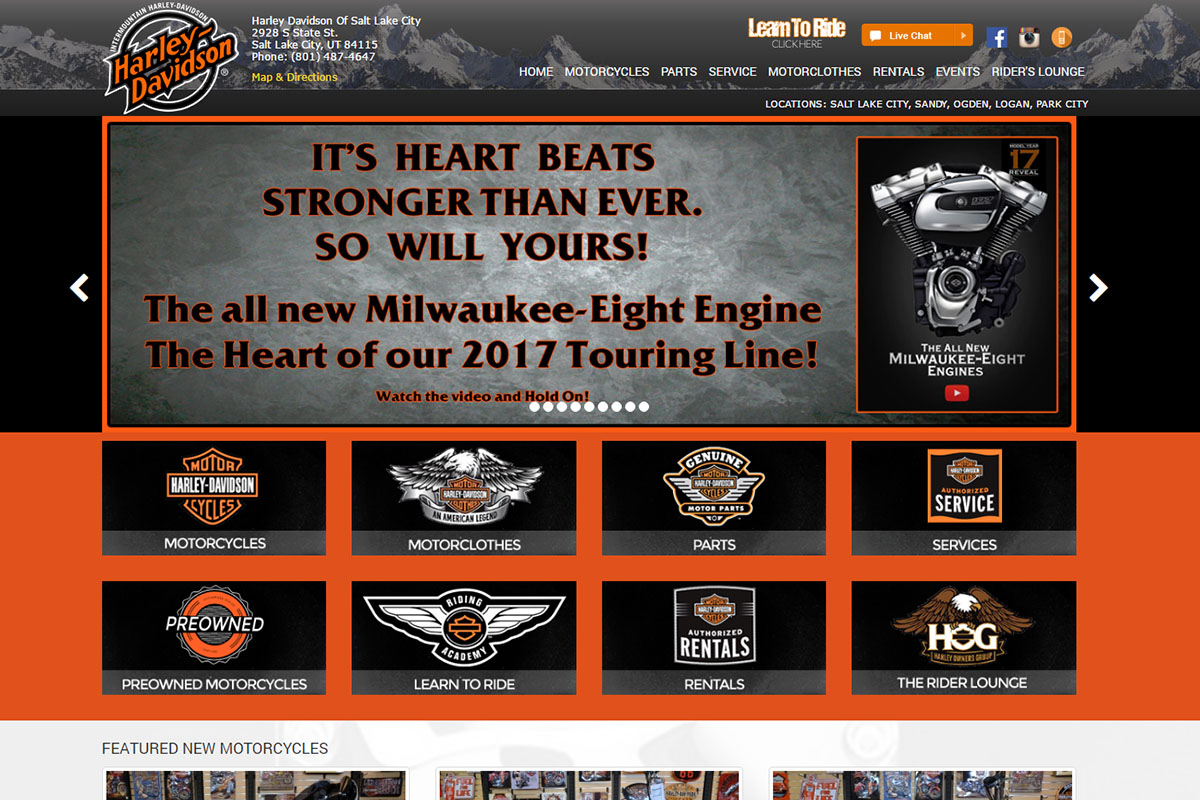 INTERMOUNTAIN HARLEY-DAVIDSON
Harley-Davidson®
Harley Davidson Of Salt Lake City
2928 S State St.
Salt Lake City, UT 84115
Phone: (801) 487-4647
Map & Directions
Learn To Ride
CLICK HERE
Live Chat
HOME MOTORCYCLES PARTS SERVICE MOTORCLOTHES RENTALS EVENTS RIDER'S LOUNGE
LOCATIONS: SALT LAKE CITY, SANDY, OGDEN, LOGAN, PARK CITY
IT'S HEART BEATS
STRONGER THAN EVER.
SO WILL YOURS!
The all new Milwaukee-Eight Engine
The Heart of our 2017 Touring Line!
Watch the video and Hold On!
MODEL YEAR
17
REVEAL
THE ALL NEW
MILWAUKEE-EIGHT
ENGINES
MOTOR
HARLEY-DAVIDSON
CYCLES
MOTORCYCLES
MOTOR
HARLEY-DAVIDSON
CLOTHES
AN AMERICAN LEGEND
MOTORCLOTHES
GENUINE
MOTOR
HARLEY-DAVIDSON
CYCLES
MOTOR PARTS
PARTS
MOTOR
HARLEY-DAVIDSON
CYCLES
AUTHORIZED
SERVICE
SERVICES
PREOWNED
PREOWNED MOTORCYCLES
RIDING
ACADEMY
LEARN TO RIDE
MOTOR
HARLEY-DAVIDSON
CYCLES
AUTHORIZED
RENTALS
RENTALS
HOG
HARLEY OWNERS GROUP
THE RIDER LOUNGE
FEATURED NEW MOTORCYCLES